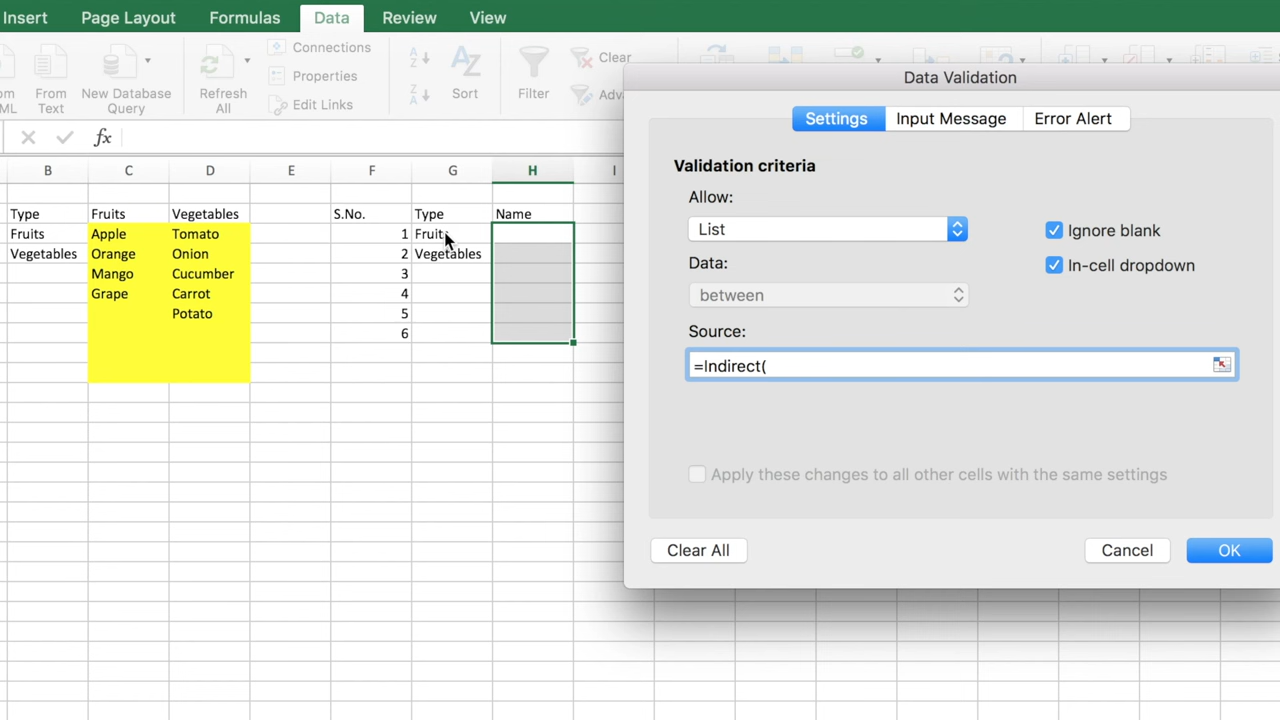 Insert Page Layout Formulas Data Review View
From Text
New Database Query
Refresh All
Connections
Properties
Edit Links
A Z
Z A
A Z
Sort
Filter
Clear
fx
Data Validation
Settings Input Message Error Alert
Validation criteria
Allow:
List
Ignore blank
Data:
In-cell dropdown
between
Source:
=Indirect(
Apply these changes to all other cells with the same settings
Clear All Cancel OK
B C D E F G H I
Type Fruits Vegetables S.No. Type Name
Fruits Apple Tomato 1 Fruits
Vegetables Orange Onion 2 Vegetables
Mango Cucumber 3
Grape Carrot 4
Potato 5
6